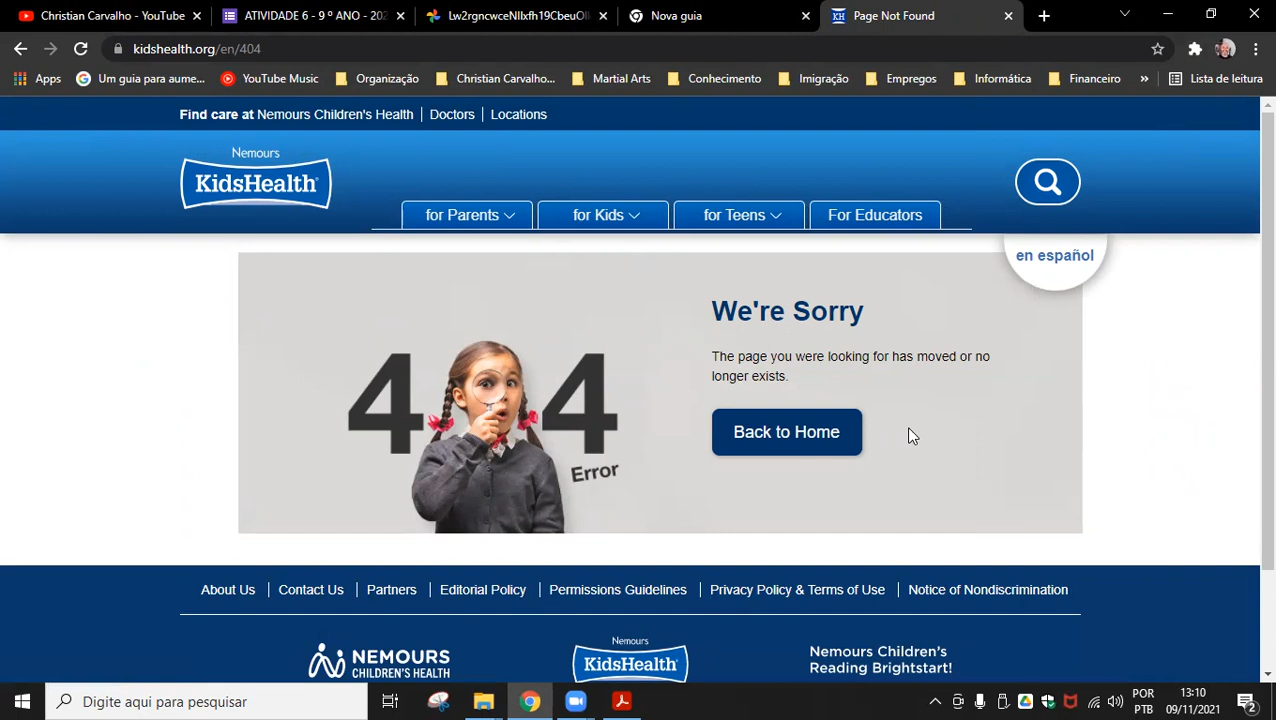 Christian Carvalho - YouTube
ATIVIDADE 6 - 9 º ANO - 202
Nova guia
Page Not Found
kidshealth.org/en/404
Apps
Um guia para aume...
YouTube Music
Organização
Christian Carvalho...
Martial Arts
Conhecimento
Imigração
Empregos
Informática
Financeiro
»
Lista de leitura
Find care at Nemours Children's Health
Doctors
Locations
Nemours
KidsHealth
for Parents
for Kids
for Teens
For Educators
en español
We're Sorry
The page you were looking for has moved or no
longer exists.
Back to Home
4 4
Error
About Us
Contact Us
Partners
Editorial Policy
Permissions Guidelines
Privacy Policy & Terms of Use
Notice of Nondiscrimination
NEMOURS
CHILDREN'S HEALTH
Nemours
KidsHealth
Nemours Children's
Reading Brightstart!
Digite aqui para pesquisar
POR
PTB
13:10
09/11/2021
2